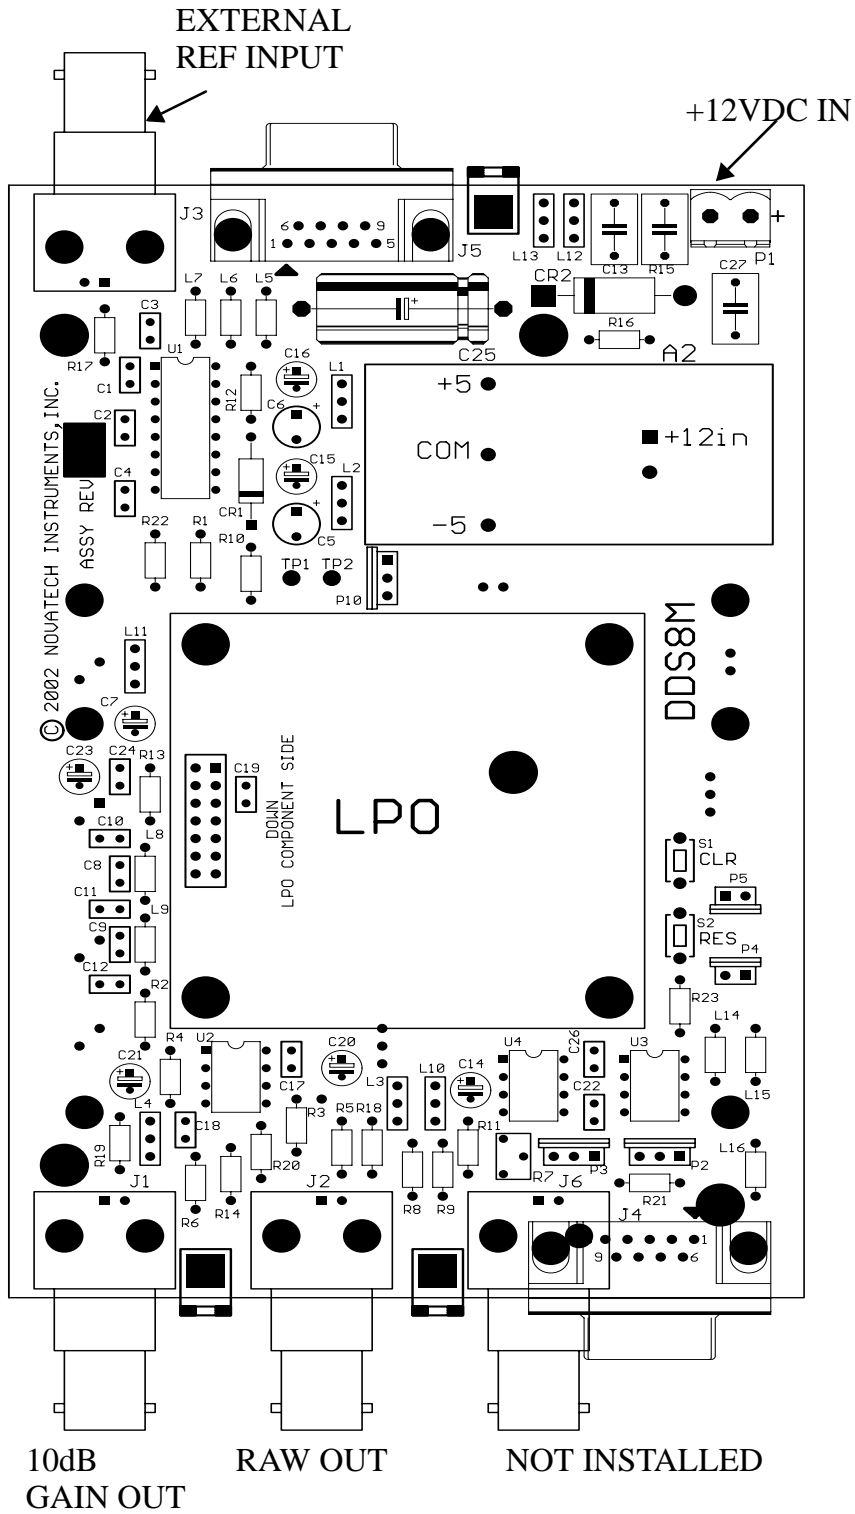 EXTERNAL
REF INPUT
+12VDC IN
J3
6 9
1 5
J5
L13 L12 C13 R15 P1 +
C27
CR2
L7 L6 L5
C3
R17
U1
R16
C25 A2
C16 L1
C1
R12
C6
+5
C2
COM +12in
C15 L2
C4
CR1
C5
-5
R22 R1 R10
TP1 TP2
P10
© 2002 NOVATECH INSTRUMENTS,INC.
ASSY REV
L11
DDS8M
C7
C23 C24 R13
C19
DOWN
LPO COMPONENT SIDE
LPO
C10 L8
S1
CLR
C8
P5
C11 L9
C9
S2
RES
P4
C12
R2
R23
L14
R4 U2
C20
U4 C26 U3
C21
C17
L3 L10 C14
C22
L15
L4
C18
R3 R5 R18
R11
R19
R20
R7 P3 P2
L16
R6 R14
R8 R9
R21
J1 J2 J6
J4
1
9 6
10dB
GAIN OUT
RAW OUT
NOT INSTALLED